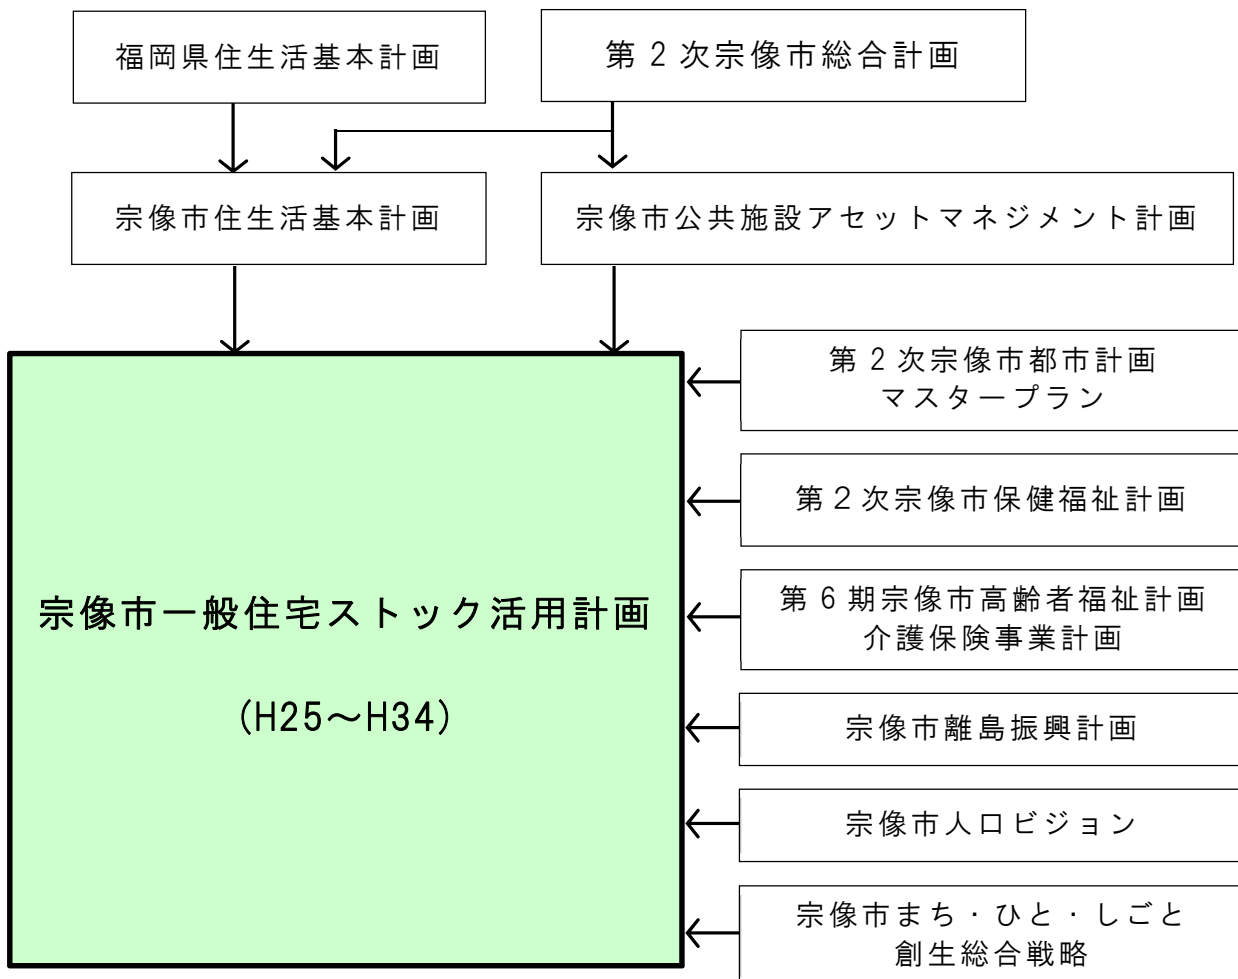 福岡県住生活基本計画
第2次宗像市総合計画
宗像市住生活基本計画
宗像市公共施設アセットマネジメント計画
宗像市一般住宅ストック活用計画
(H25～H34)
第2次宗像市都市計画
マスタープラン
第2次宗像市保健福祉計画
第6期宗像市高齢者福祉計画
介護保険事業計画
宗像市離島振興計画
宗像市人口ビジョン
宗像市まち・ひと・しごと
創生総合戦略